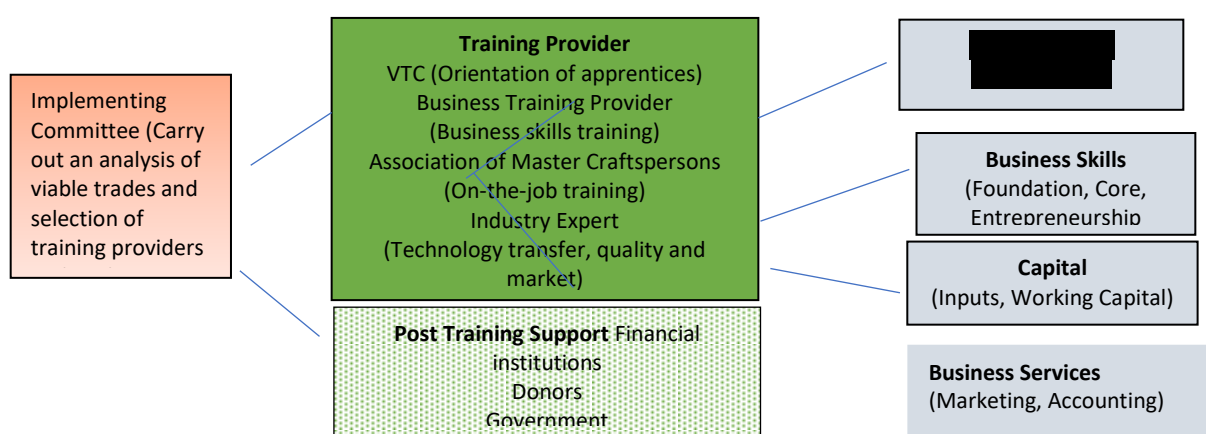 Implementing
Committee (Carry
out an analysis of
viable trades and
selection of
training providers
Training Provider
VTC (Orientation of apprentices)
Business Training Provider
(Business skills training)
Association of Master Craftspersons
(On-the-job training)
Industry Expert
(Technology transfer, quality and
market)
Post Training Support Financial
institutions
Donors
Government
Business Skills
(Foundation, Core,
Entrepreneurship
Capital
(Inputs, Working Capital)
Business Services
(Marketing, Accounting)